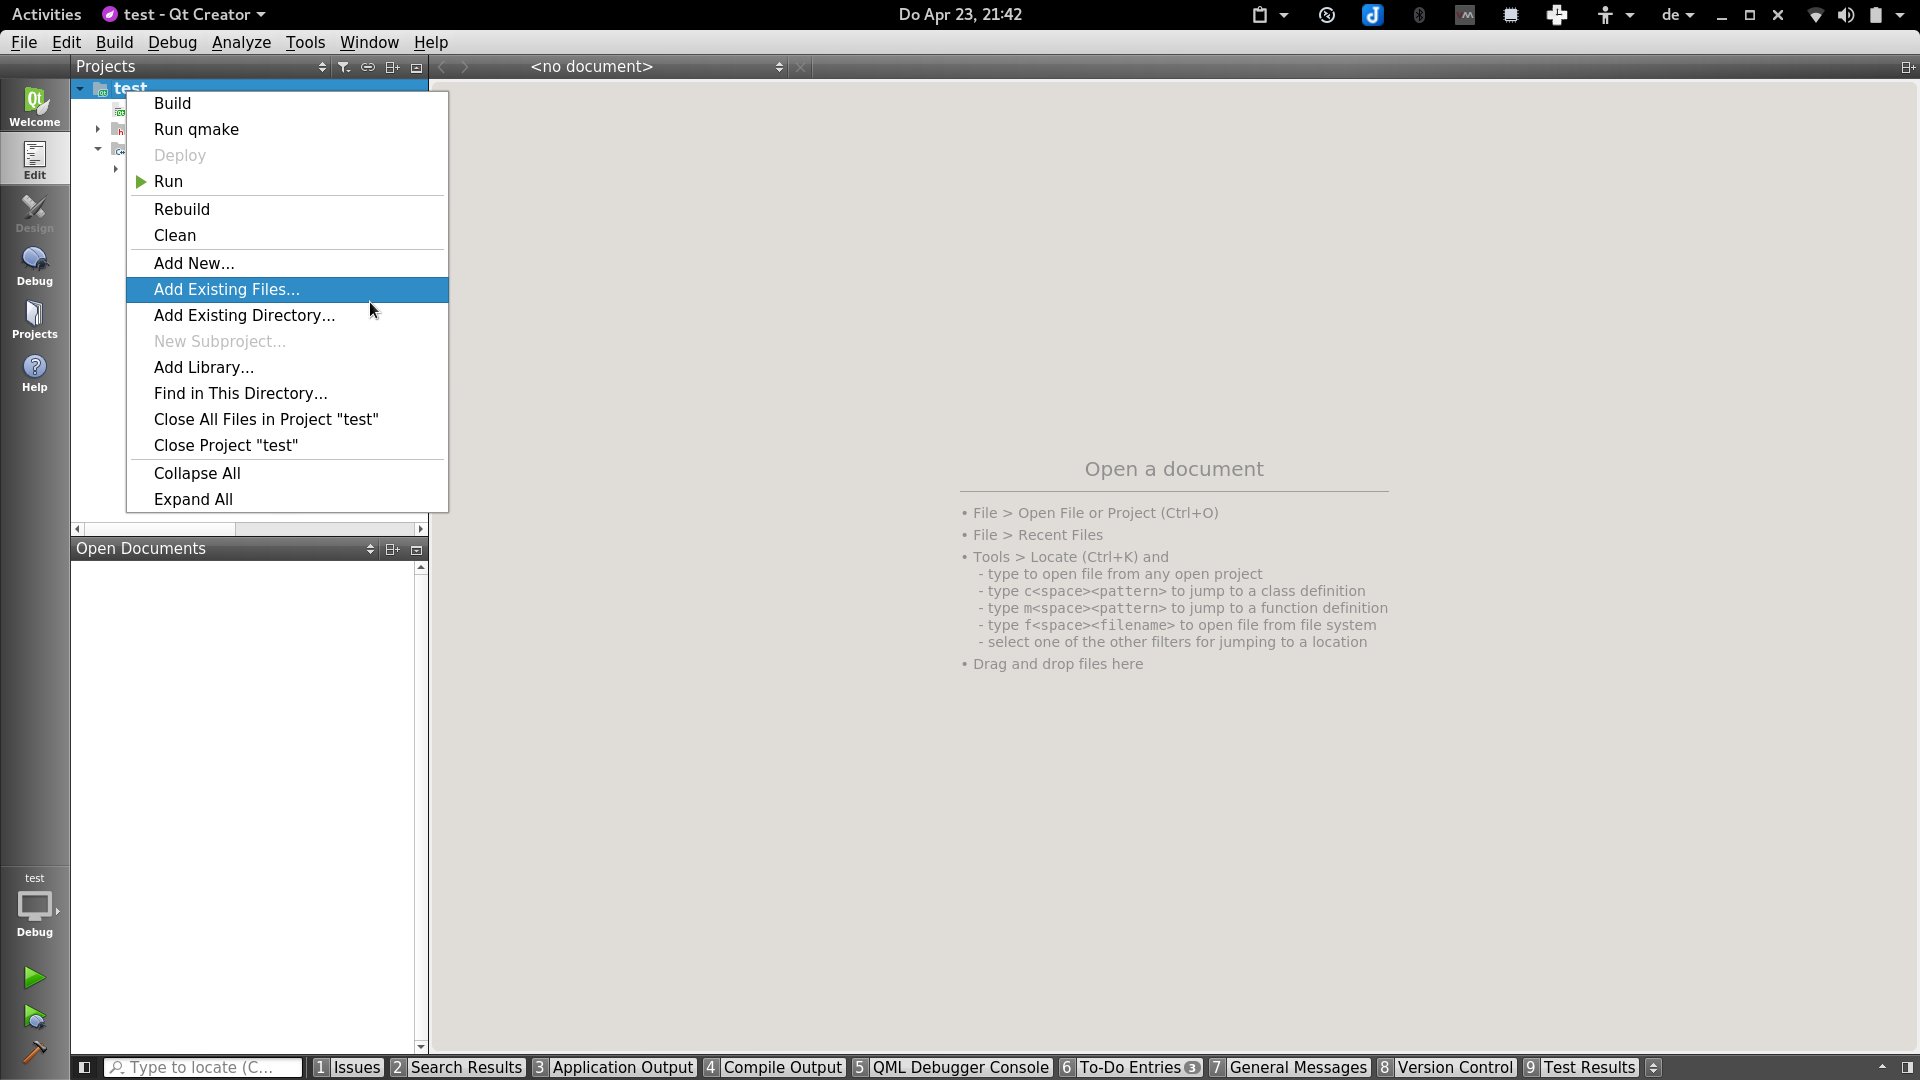 Activities test - Qt Creator Do Apr 23, 21:42 de
File Edit Build Debug Analyze Tools Window Help
Projects <no document>
test
Welcome
Edit
Design
Debug
Projects
Help
Build
Run qmake
Deploy
Run
Rebuild
Clean
Add New...
Add Existing Files...
Add Existing Directory...
New Subproject...
Add Library...
Find in This Directory...
Close All Files in Project "test"
Close Project "test"
Collapse All
Expand All
Open Documents
Open a document
• File > Open File or Project (Ctrl+O)
• File > Recent Files
• Tools > Locate (Ctrl+K) and
- type to open file from any open project
- type c<space><pattern> to jump to a class definition
- type m<space><pattern> to jump to a function definition
- type f<space><filename> to open file from file system
- select one of the other filters for jumping to a location
• Drag and drop files here
test
Debug
Type to locate (C... 1 Issues 2 Search Results 3 Application Output 4 Compile Output 5 QML Debugger Console 6 To-Do Entries 3 7 General Messages 8 Version Control 9 Test Results